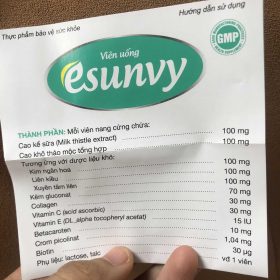 Thực phẩm bảo vệ sức khỏe
Hướng dẫn sử dụng
Viên uống
esunvy
GMP
THÀNH PHẦN: Mỗi viên nang cứng chứa:
Cao kế sữa (Milk thistle extract) 100 mg
Cao khô thảo mộc tổng hợp 100 mg
Tương ứng với dược liệu khô:
Kim ngân hoa 100 mg
Liên kiều 100 mg
Xuyên tâm liên 100 mg
Kẽm gluconat 70 mg
Collagen 30 mg
Vitamin C (acid ascorbic) 30 mg
Vitamin E (DL_alpha tocopheryl acetat) 15 IU
Betacaroten 10 mg
Crom picolinat 1,04 mg
Biotin 30 µg
Phụ liệu: lactose, talc vđ 1 viên